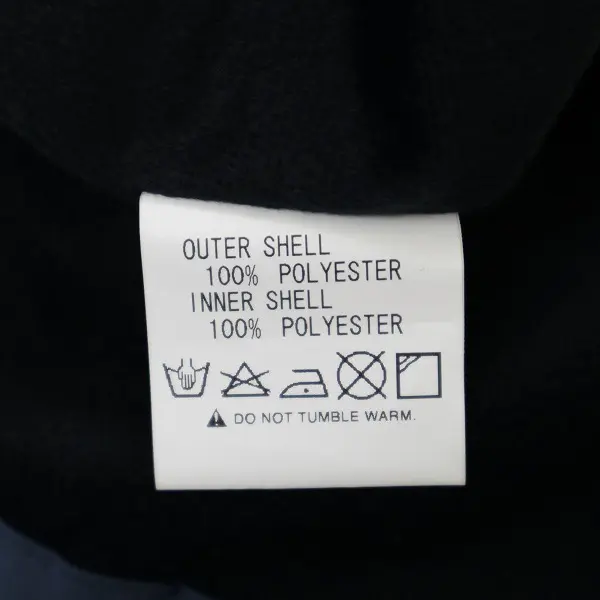 OUTER SHELL
100% POLYESTER
INNER SHELL
100% POLYESTER
DO NOT TUMBLE WARM.